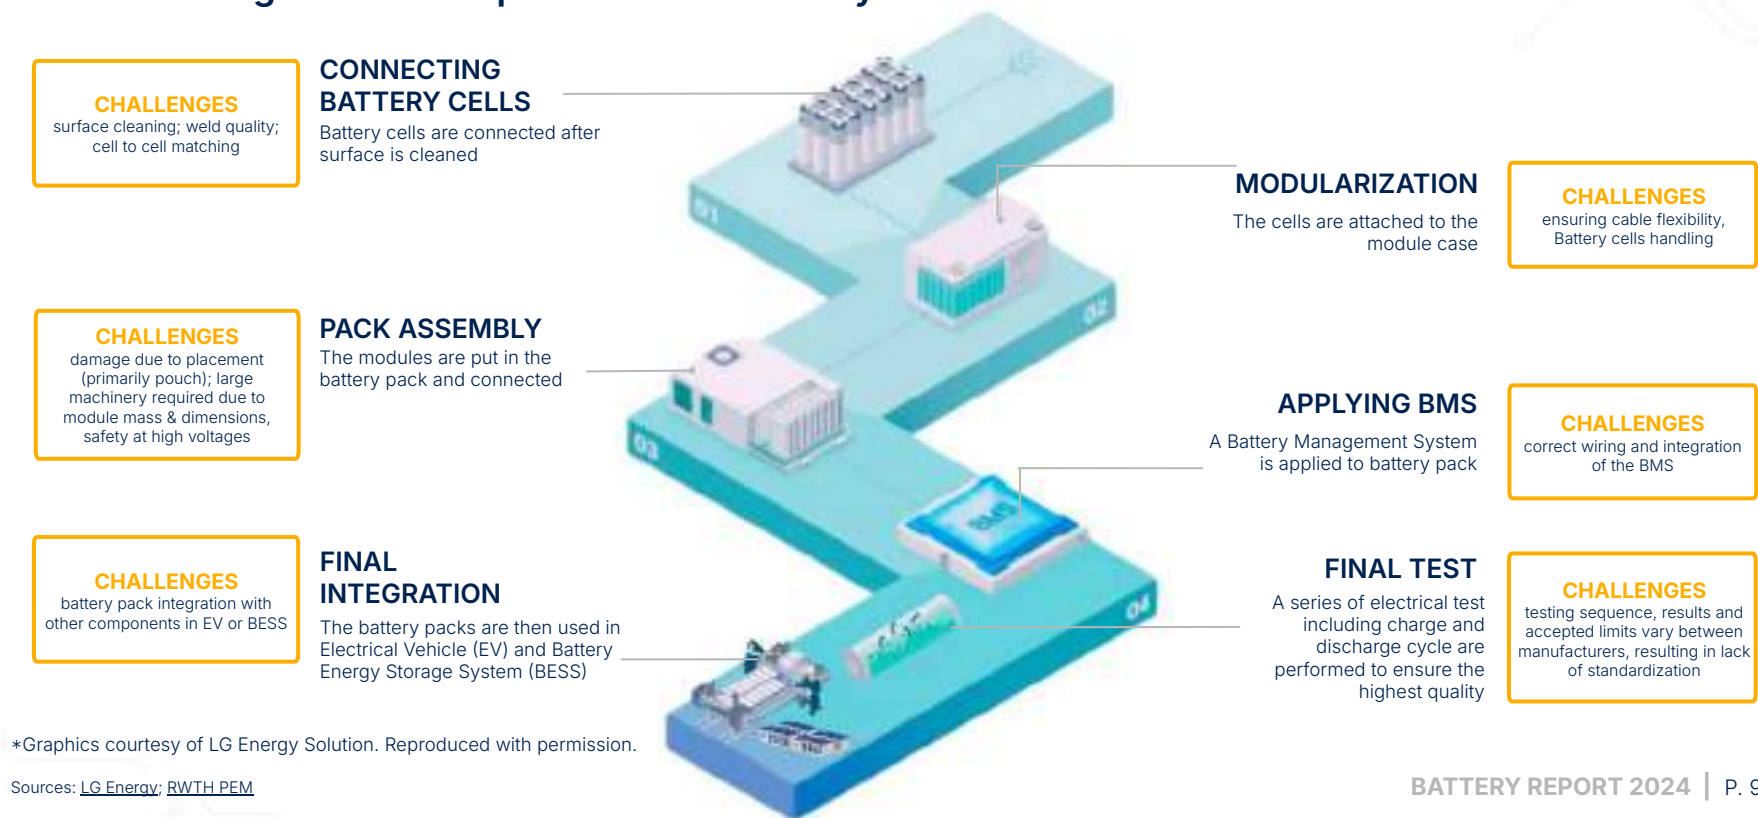 CHALLENGES
surface cleaning; weld quality;
cell to cell matching
CONNECTING
BATTERY CELLS
Battery cells are connected after
surface is cleaned
01
MODULARIZATION
The cells are attached to the
module case
CHALLENGES
ensuring cable flexibility,
Battery cells handling
02
CHALLENGES
damage due to placement
(primarily pouch); large
machinery required due to
module mass & dimensions,
safety at high voltages
PACK ASSEMBLY
The modules are put in the
battery pack and connected
03
APPLYING BMS
A Battery Management System
is applied to battery pack
CHALLENGES
correct wiring and integration
of the BMS
BMS
04
CHALLENGES
battery pack integration with
other components in EV or BESS
FINAL
INTEGRATION
The battery packs are then used in
Electrical Vehicle (EV) and Battery
Energy Storage System (BESS)
FINAL TEST
A series of electrical test
including charge and
discharge cycle are
performed to ensure the
highest quality
CHALLENGES
testing sequence, results and
accepted limits vary between
manufacturers, resulting in lack
of standardization
*Graphics courtesy of LG Energy Solution. Reproduced with permission.
Sources: LG Energy; RWTH PEM
BATTERY REPORT 2024 | P. 9